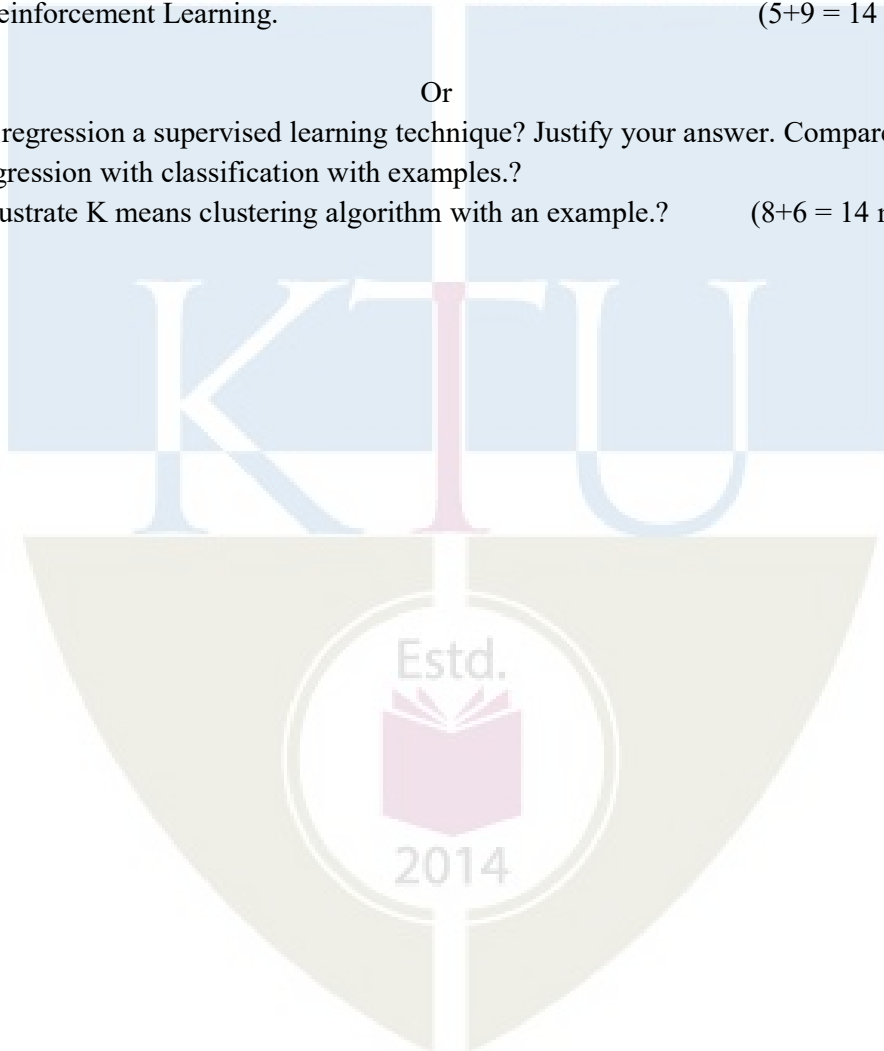 einforcement Learning. (5+9 = 14
Or
regression a supervised learning technique? Justify your answer. Compare
gression with classification with examples.?
ustrate K means clustering algorithm with an example.? (8+6 = 14
KTU
Estd.
2014